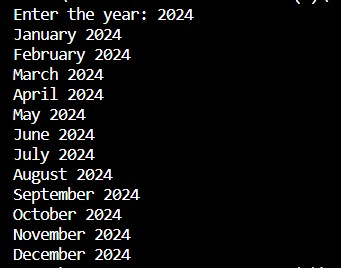 Enter the year: 2024
January 2024
February 2024
March 2024
April 2024
May 2024
June 2024
July 2024
August 2024
September 2024
October 2024
November 2024
December 2024